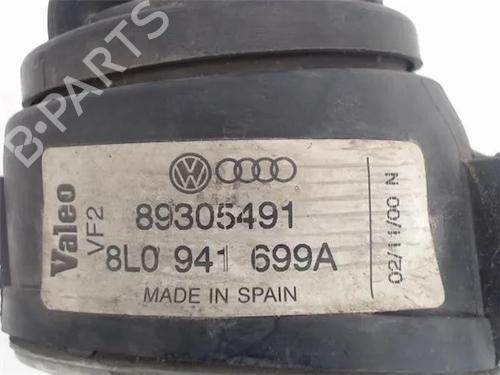 Valeo
VF2
89305491
8L0 941 699A
MADE IN SPAIN
02/11/00 N
B-PARTS